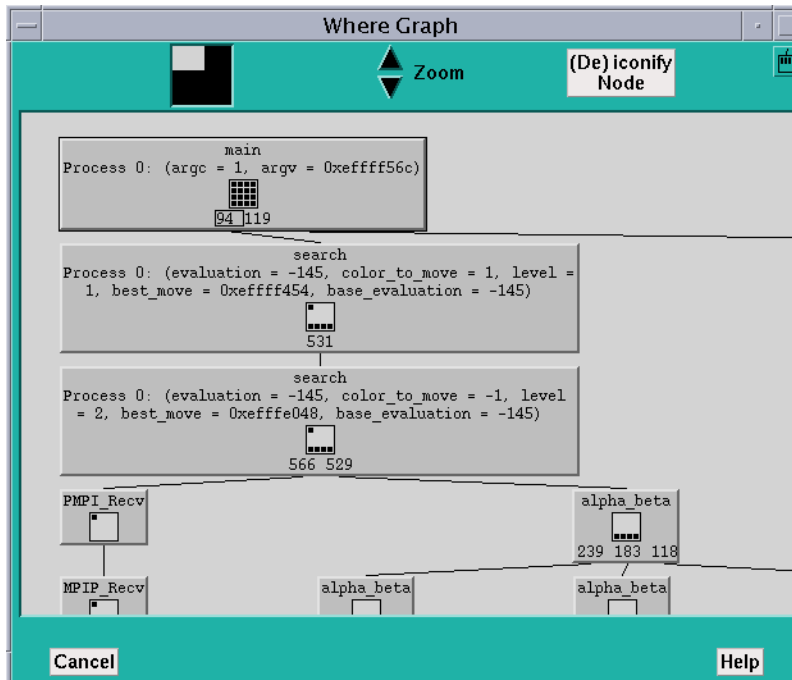 Where Graph
Zoom
(De) iconify
Node
main
Process 0: (argc = 1, argv = 0xeffff56c)
94 119
search
Process 0: (evaluation = -145, color_to_move = 1, level =
1, best_move = 0xeffff454, base_evaluation = -145)
531
search
Process 0: (evaluation = -145, color_to_move = -1, level
= 2, best_move = 0xefffe048, base_evaluation = -145)
566 529
PMPI_Recv
alpha_beta
239 183 118
MPIP_Recv
alpha_beta
alpha_beta
Cancel
Help